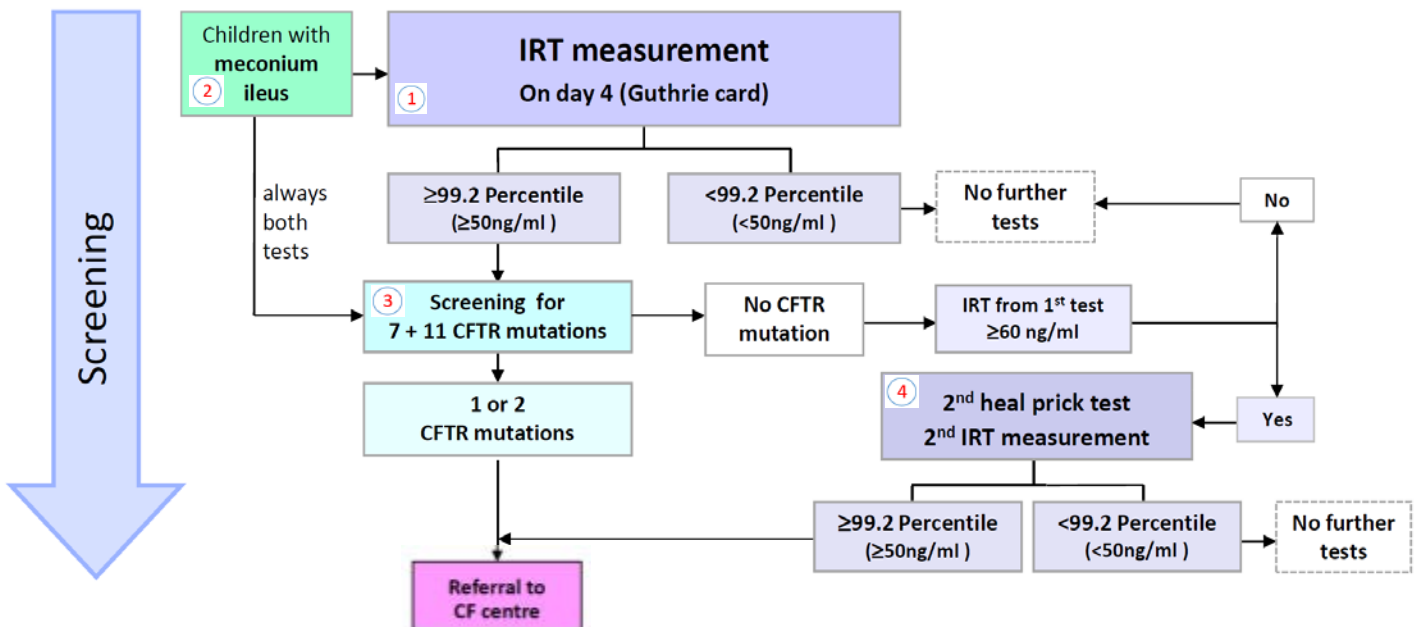 Screening
Children with
meconium
ileus
2
IRT measurement
On day 4 (Guthrie card)
1
always
both
tests
≥99.2 Percentile
(≥50ng/ml )
<99.2 Percentile
(<50ng/ml )
No further
tests
No
3
Screening for
7 + 11 CFTR mutations
No CFTR
mutation
IRT from 1st test
≥60 ng/ml
1 or 2
CFTR mutations
4
2nd heal prick test
2nd IRT measurement
Yes
≥99.2 Percentile
(≥50ng/ml )
<99.2 Percentile
(<50ng/ml )
No further
tests
Referral to
CF centre